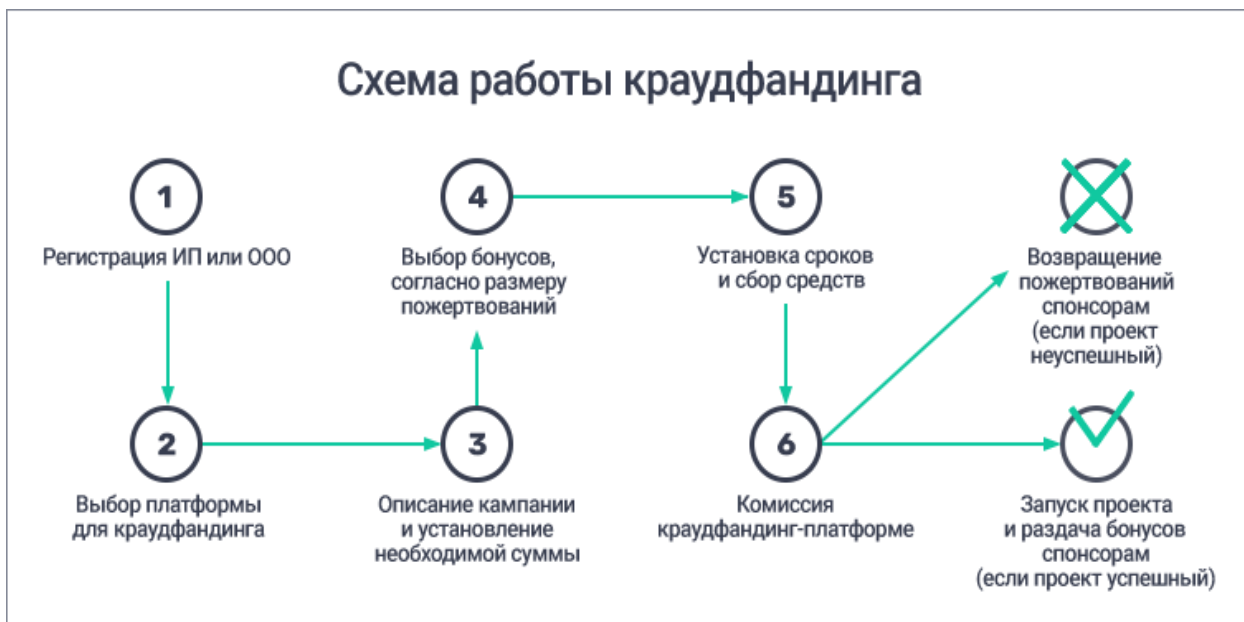 Схема работы краудфандинга
1
Регистрация ИП или ООО
2
Выбор платформы
для краудфандинга
3
Описание кампании
и установление
необходимой суммы
4
Выбор бонусов,
согласно размеру
пожертвований
5
Установка сроков
и сбор средств
6
Комиссия
краудфандинг-платформе
Возвращение
пожертвований
спонсорам
(если проект
неуспешный)
Запуск проекта
и раздача бонусов
спонсорам
(если проект успешный)